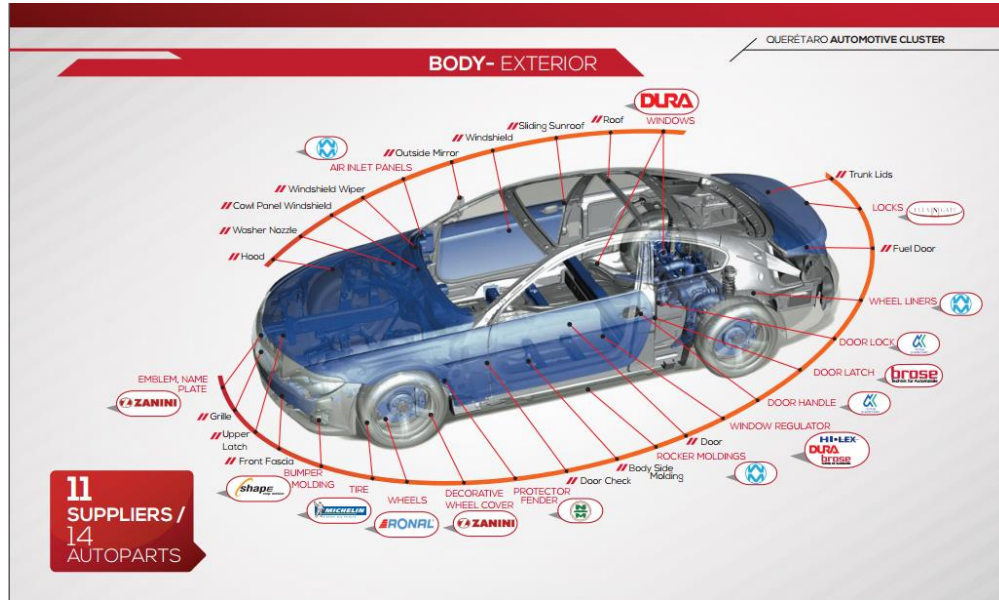 QUERÉTARO AUTOMOTIVE CLUSTER
BODY- EXTERIOR
DURA
WINDOWS
// Roof
// Sliding Sunroof
// Windshield
// Outside Mirror
AIR INLET PANELS
// Windshield Wiper
// Cowl Panel Windshield
// Washer Nozzle
// Hood
// Trunk Lids
LOCKS
FLEX N GATE
// Fuel Door
WHEEL LINERS
DOOR LOCK
DOOR LATCH
brose
DOOR HANDLE
WINDOW REGULATOR
HI-LEX
DURA
brose
// Door
ROCKER MOLDINGS
// Body Side
Molding
// Door Check
PROTECTOR
FENDER
DECORATIVE
WHEEL COVER
ZANINI
WHEELS
RONAL
TIRE
MICHELIN
BUMPER
MOLDING
shape
// Front Fascia
// Upper
Latch
// Grille
EMBLEM, NAME
PLATE
ZANINI
11
SUPPLIERS /
14
AUTOPARTS